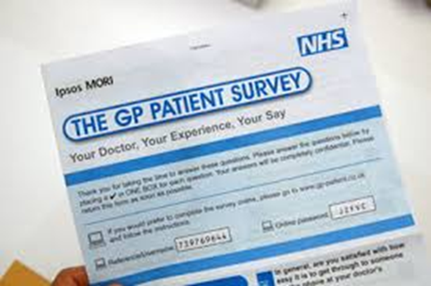 Ipsos MORI
NHS
THE GP PATIENT SURVEY
Your Doctor, Your Experience, Your Say
Thank you for taking the time to answer these questions. Please answer the questions below by
placing a ✔ in ONE BOX for each question. Your answers will be completely confidential. Please
return this form as soon as possible.
If you would prefer to complete the survey online, please go to www.gp-patient.co.uk
and follow the instructions.
Reference/username
Online password
In general, are you satisfied with how
easy it is to get through to someone
phone at your doctor's